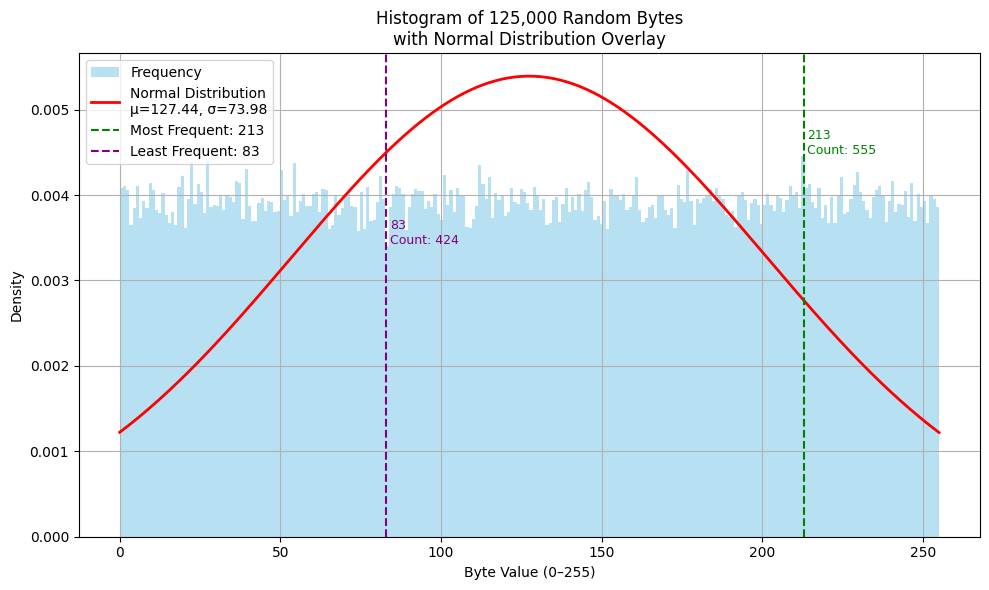 Histogram of 125,000 Random Bytes
with Normal Distribution Overlay
Frequency
Normal Distribution
μ=127.44, σ=73.98
Most Frequent: 213
Least Frequent: 83
213
Count: 555
83
Count: 424
Density
0.005
0.004
0.003
0.002
0.001
0.000
0
50
100
150
200
250
Byte Value (0–255)